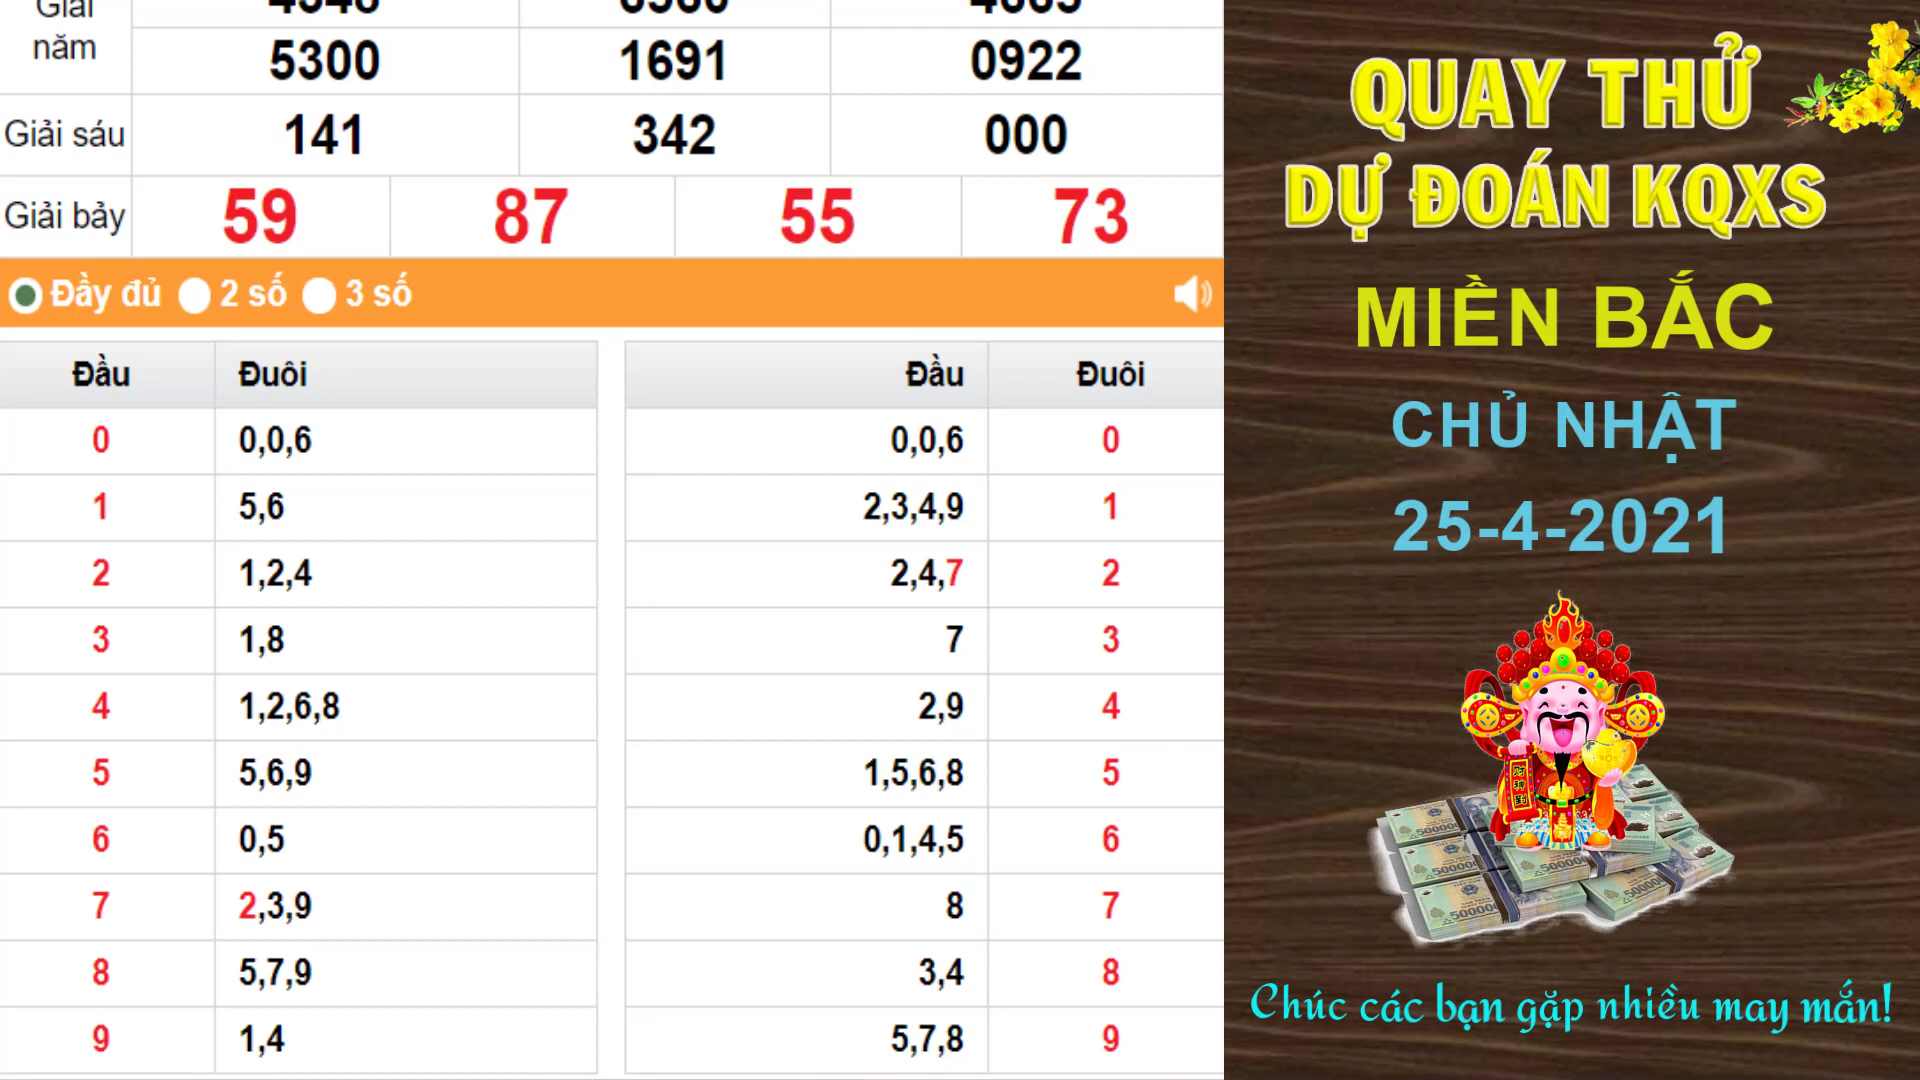 Giải
năm
5300 1691 0922
Giải sáu 141 342 000
Giải bảy 59 87 55 73
Đầy đủ 2 số 3 số
Đầu Đuôi Đầu Đuôi
0 0,0,6 0,0,6 0
1 5,6 2,3,4,9 1
2 1,2,4 2,4,7 2
3 1,8 7 3
4 1,2,6,8 2,9 4
5 5,6,9 1,5,6,8 5
6 0,5 0,1,4,5 6
7 2,3,9 8 7
8 5,7,9 3,4 8
9 1,4 5,7,8 9
QUAY THỬ
DỰ ĐOÁN KQXS
MIỀN BẮC
CHỦ NHẬT
25-4-2021
Chúc các bạn gặp nhiều may mắn!